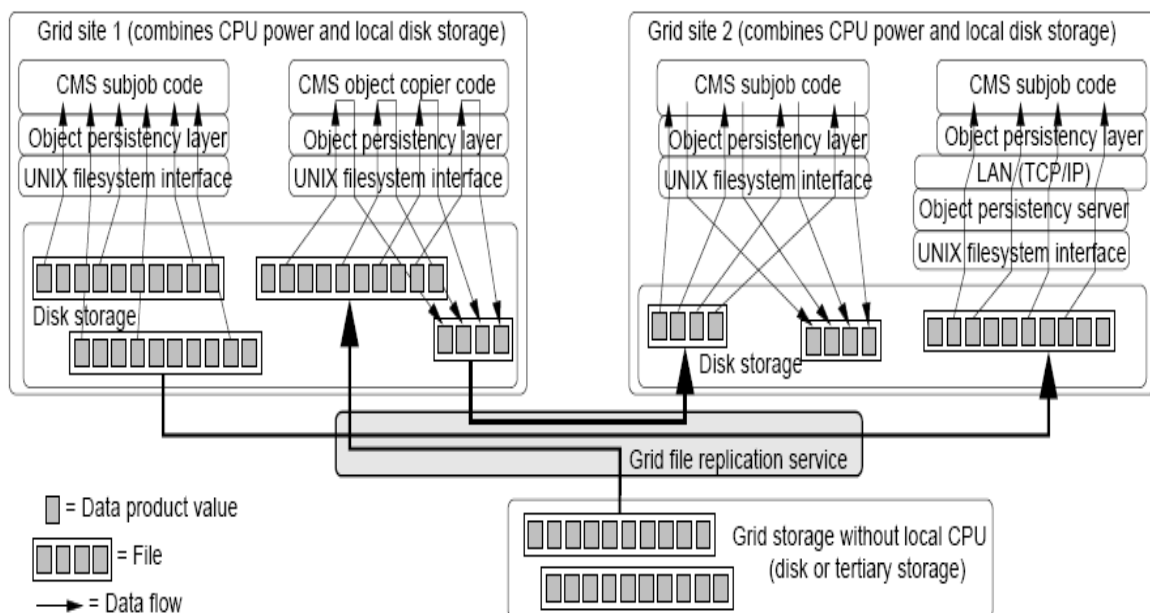 Grid site 1 (combines CPU power and local disk storage)
CMS subjob code
Object persistency layer
UNIX filesystem interface
CMS object copier code
Object persistency layer
UNIX filesystem interface
Disk storage
Grid site 2 (combines CPU power and local disk storage)
CMS subjob code
Object persistency layer
UNIX filesystem interface
CMS subjob code
Object persistency layer
LAN (TCP/IP)
Object persistency server
UNIX filesystem interface
Disk storage
Grid file replication service
= Data product value
= File
= Data flow
Grid storage without local CPU
(disk or tertiary storage)